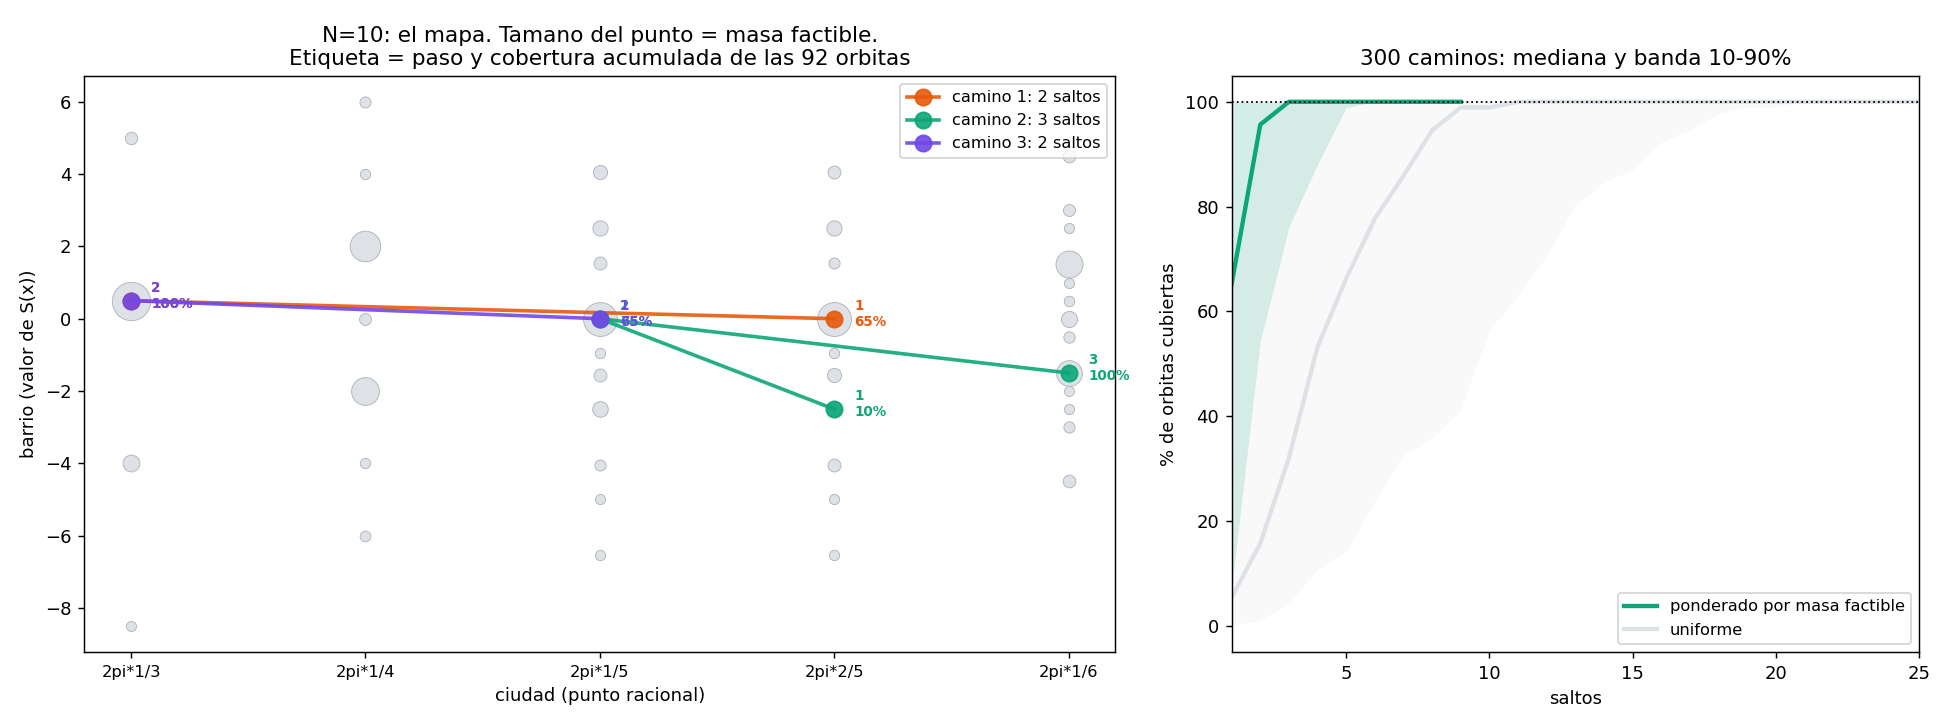 N=10: el mapa. Tamano del punto = masa factible.
Etiqueta = paso y cobertura acumulada de las 92 orbitas
barrio (valor de S(x))
6
4
2
0
−2
−4
−6
−8
camino 1: 2 saltos
camino 2: 3 saltos
camino 3: 2 saltos
2
100%
65%
1
65%
1
10%
3
100%
2pi*1/3
2pi*1/4
2pi*1/5
2pi*2/5
2pi*1/6
ciudad (punto racional)
300 caminos: mediana y banda 10-90%
% de orbitas cubiertas
100
80
60
40
20
0
ponderado por masa factible
uniforme
5
10
15
20
25
saltos